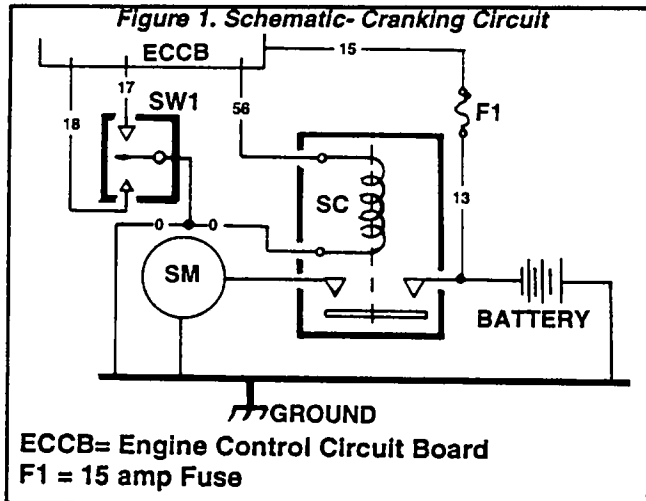 Figure 1. Schematic- Cranking Circuit
ECCB
15
17
SW1
56
F1
18
SC
13
0 0
SM
BATTERY
GROUND
ECCB= Engine Control Circuit Board
F1 = 15 amp Fuse